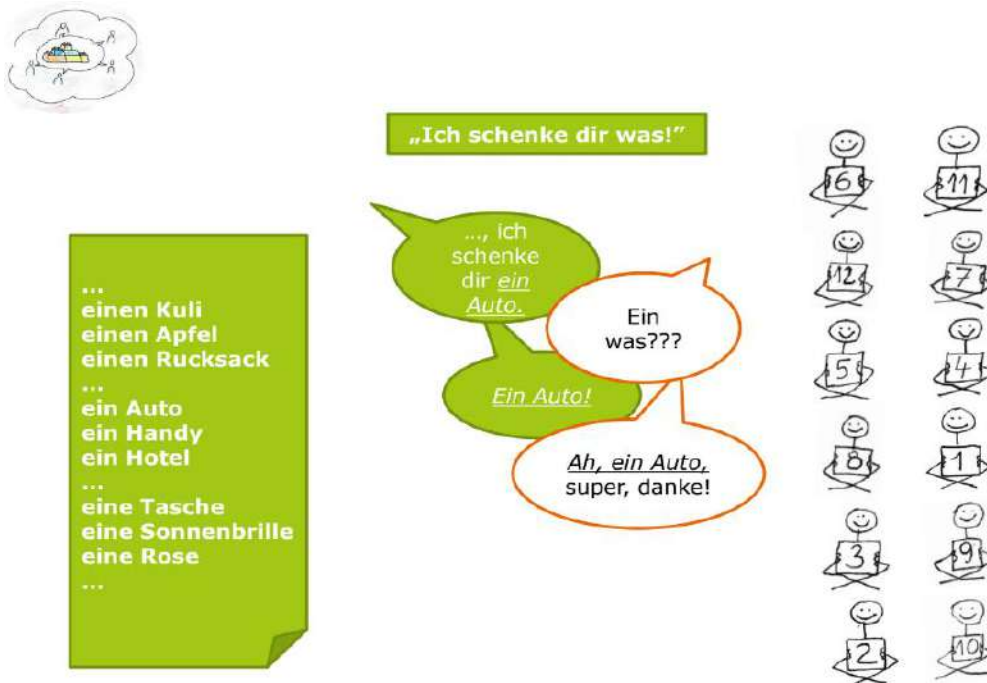 „Ich schenke dir was!”
...
einen Kuli
einen Apfel
einen Rucksack
...
ein Auto
ein Handy
ein Hotel
...
eine Tasche
eine Sonnenbrille
eine Rose
...
..., ich
schenke
dir ein
Auto.
Ein
was???
Ein Auto!
Ah, ein Auto,
super, danke!
6 11
12 7
5 4
8 1
3 9
2 10